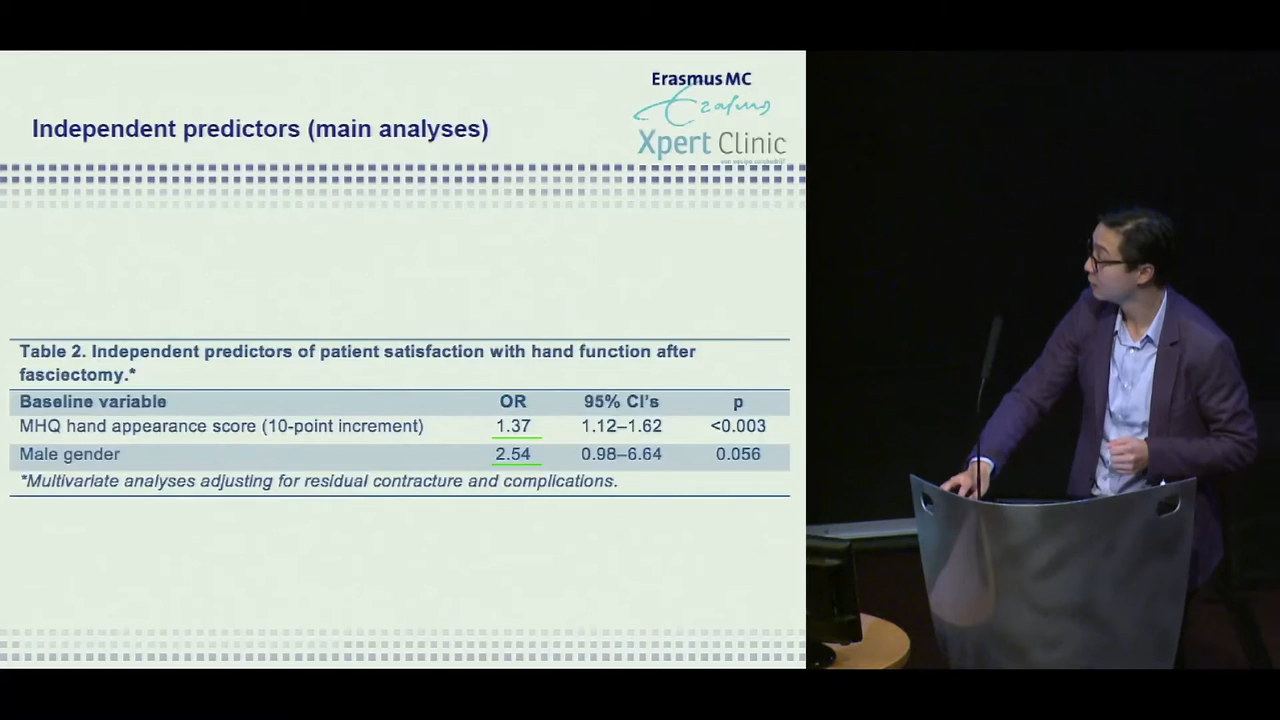 Erasmus MC
Erasmus
Xpert Clinic
Independent predictors (main analyses)
Table 2. Independent predictors of patient satisfaction with hand function after
fasciectomy.*
Baseline variable OR 95% CI's p
MHQ hand appearance score (10-point increment) 1.37 1.12–1.62 <0.003
Male gender 2.54 0.98–6.64 0.056
*Multivariate analyses adjusting for residual contracture and complications.